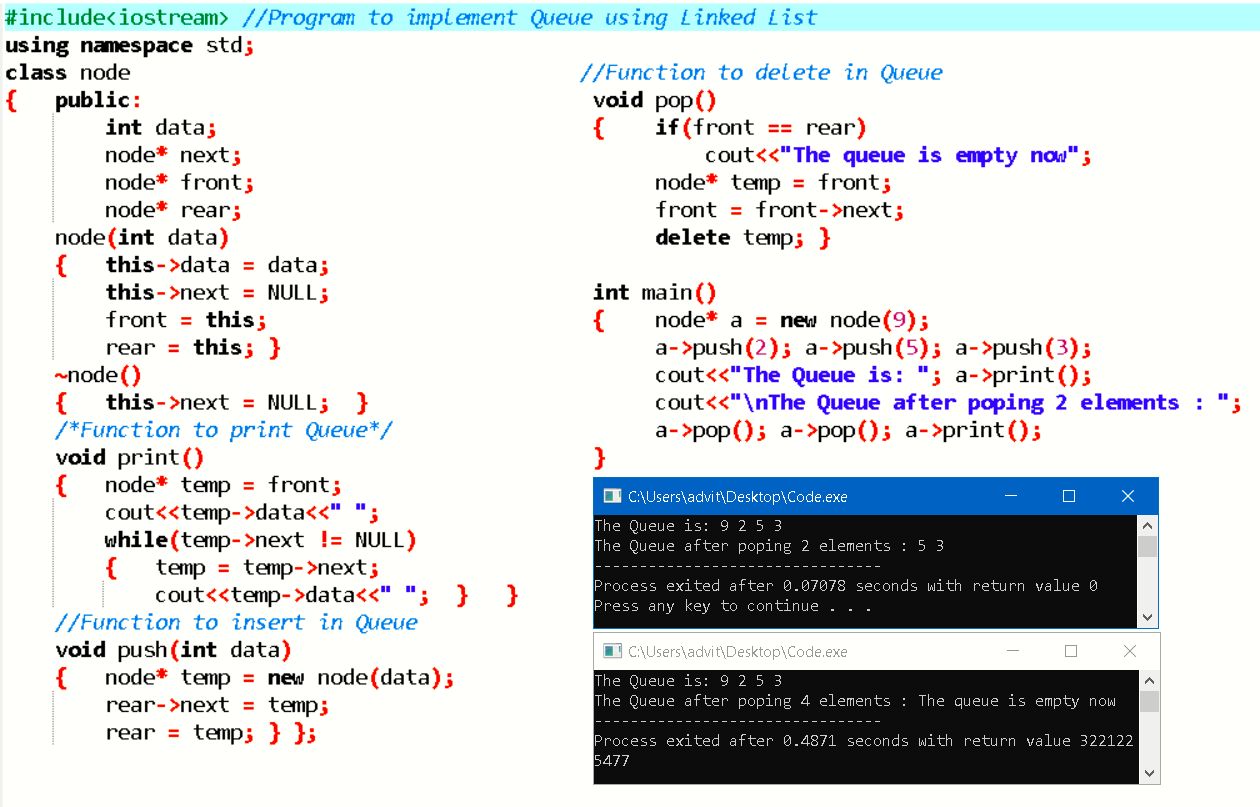 #include<iostream> //Program to implement Queue using Linked List
using namespace std;
class node
{   public:
        int data;
        node* next;
        node* front;
        node* rear;
    node(int data)
    {   this->data = data;
        this->next = NULL;
        front = this;
        rear = this; }
    ~node()
    {   this->next = NULL;  }
    /*Function to print Queue*/
    void print()
    {   node* temp = front;
        cout<<temp->data<<" ";
        while(temp->next != NULL)
        {   temp = temp->next;
            cout<<temp->data<<" ";  }   }
    //Function to insert in Queue
    void push(int data)
    {   node* temp = new node(data);
        rear->next = temp;
        rear = temp; } };
//Function to delete in Queue
 void pop()
 {    if(front == rear)
          cout<<"The queue is empty now";
      node* temp = front;
      front = front->next;
      delete temp; }
 int main()
 {    node* a = new node(9);
      a->push(2); a->push(5); a->push(3);
      cout<<"The Queue is: "; a->print();
      cout<<"\nThe Queue after poping 2 elements : ";
      a->pop(); a->pop(); a->print();
 }
C:\Users\advit\Desktop\Code.exe
The Queue is: 9 2 5 3
The Queue after poping 2 elements : 5 3
--------------------------------
Process exited after 0.07078 seconds with return value 0
Press any key to continue . . .
C:\Users\advit\Desktop\Code.exe
The Queue is: 9 2 5 3
The Queue after poping 4 elements : The queue is empty now
--------------------------------
Process exited after 0.4871 seconds with return value 322122
5477